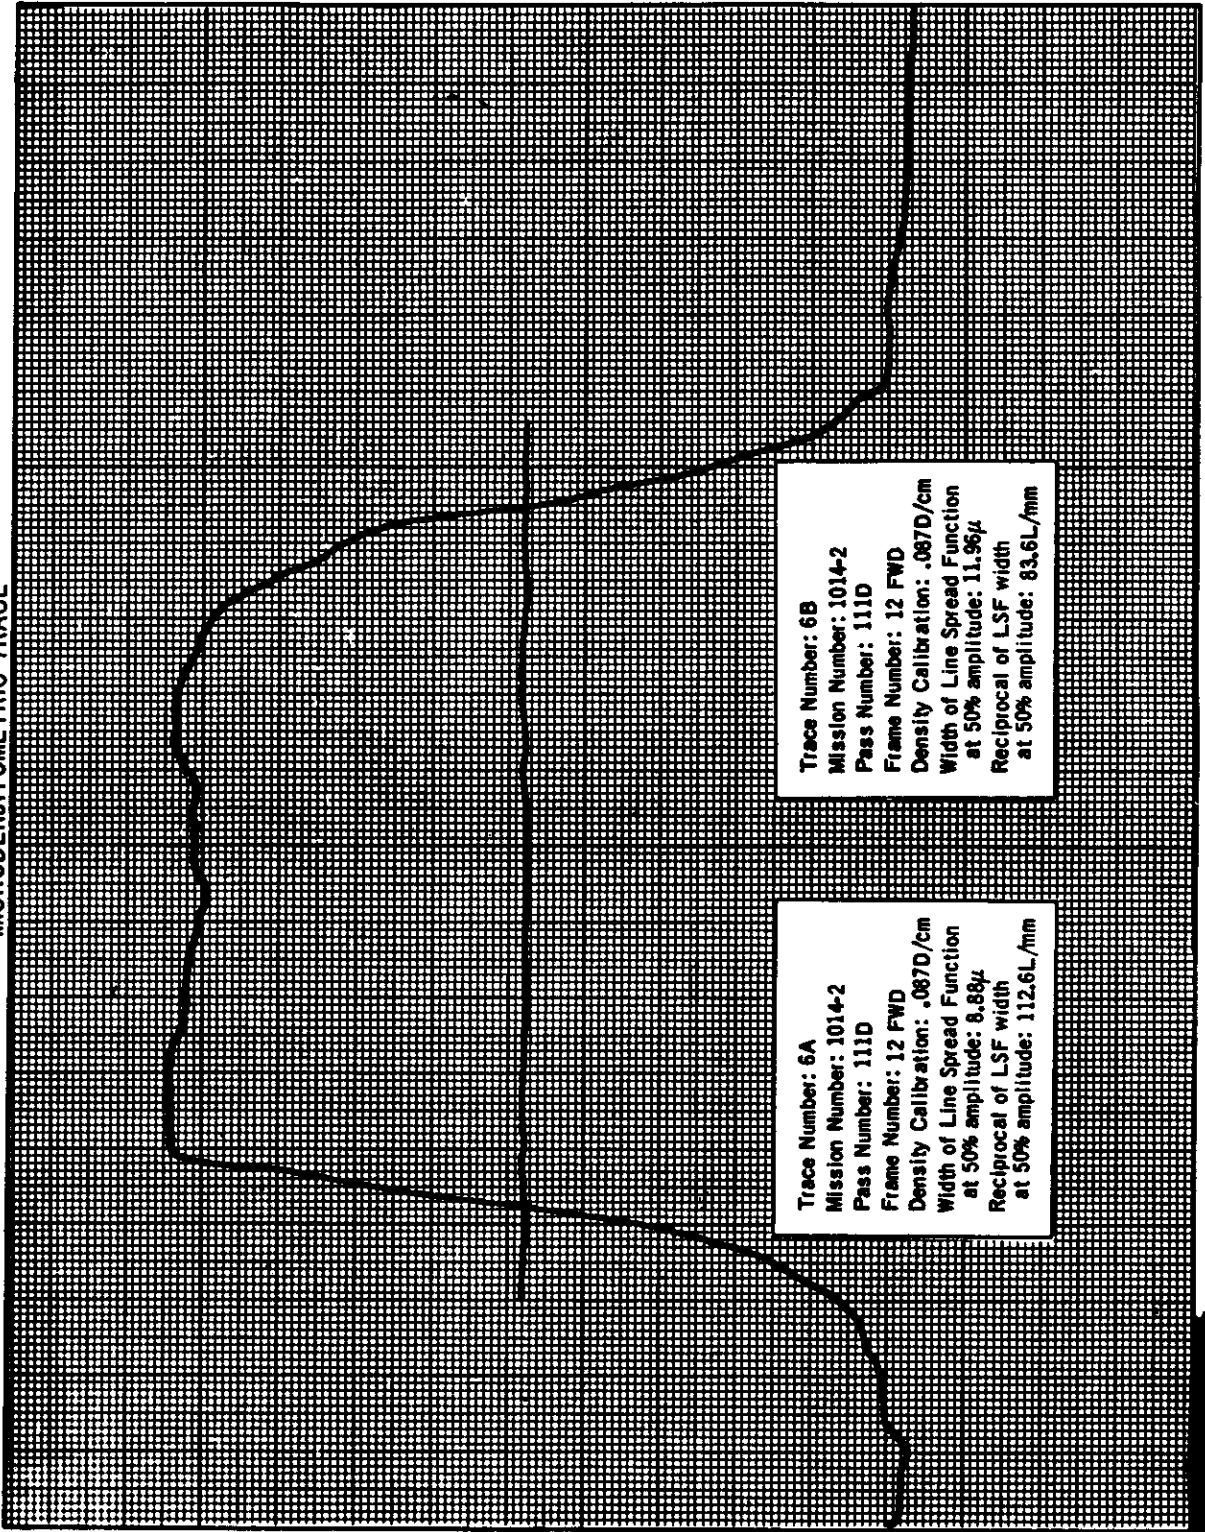 MICRODENSITOMETRIC TRACE
Trace Number: 6A
Mission Number: 1014-2
Pass Number: 111D
Frame Number: 12 FWD
Density Calibration: .087D/cm
Width of Line Spread Function
at 50% amplitude: 8.88μ
Reciprocal of LSF width
at 50% amplitude: 112.6L/mm
Trace Number: 6B
Mission Number: 1014-2
Pass Number: 111D
Frame Number: 12 FWD
Density Calibration: .087D/cm
Width of Line Spread Function
at 50% amplitude: 11.96μ
Reciprocal of LSF width
at 50% amplitude: 83.6L/mm